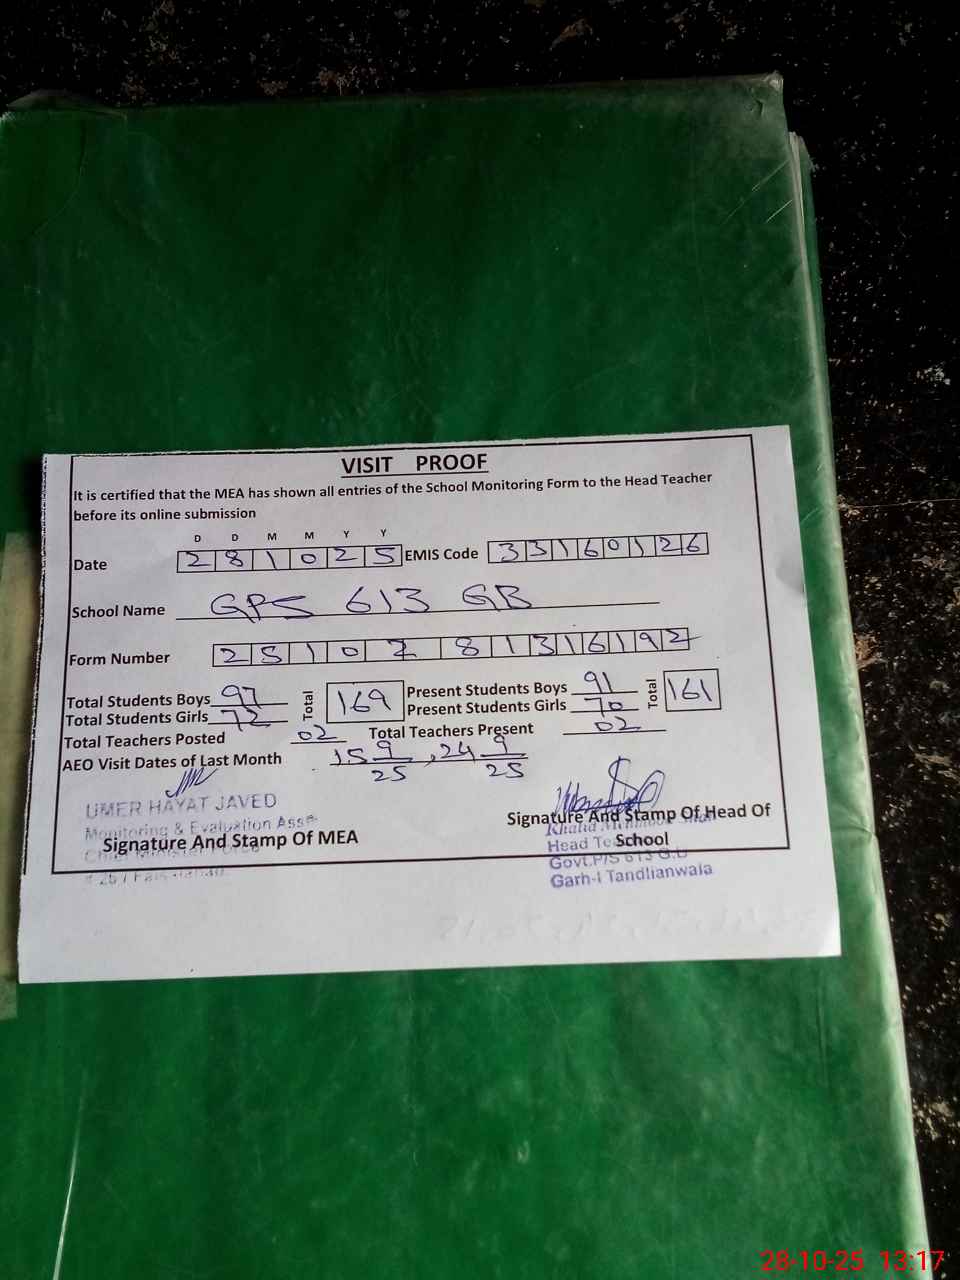 VISIT PROOF
It is certified that the MEA has shown all entries of the School Monitoring Form to the Head Teacher
before its online submission
D D M M Y Y
Date 2 8 1 0 2 5 EMIS Code 3 3 1 6 0 1 2 6
School Name GPS 613 GB
Form Number 2 5 1 0 2 8 1 3 1 6 1 9 2
Total Students Boys 97 Total 169 Present Students Boys 91 Total 161
Total Students Girls 72 Present Students Girls 70
Total Teachers Posted 02 Total Teachers Present 02
AEO Visit Dates of Last Month 15 9/25, 24 9/25
UMER HAYAT JAVED
Monitoring & Evaluation Ass
Signature And Stamp Of MEA
Signature And Stamp Of Head Of
School
Khalid
Head
Govt.P/S 613 G.B
Garh-I Tandlianwala
28-10-25 13:17